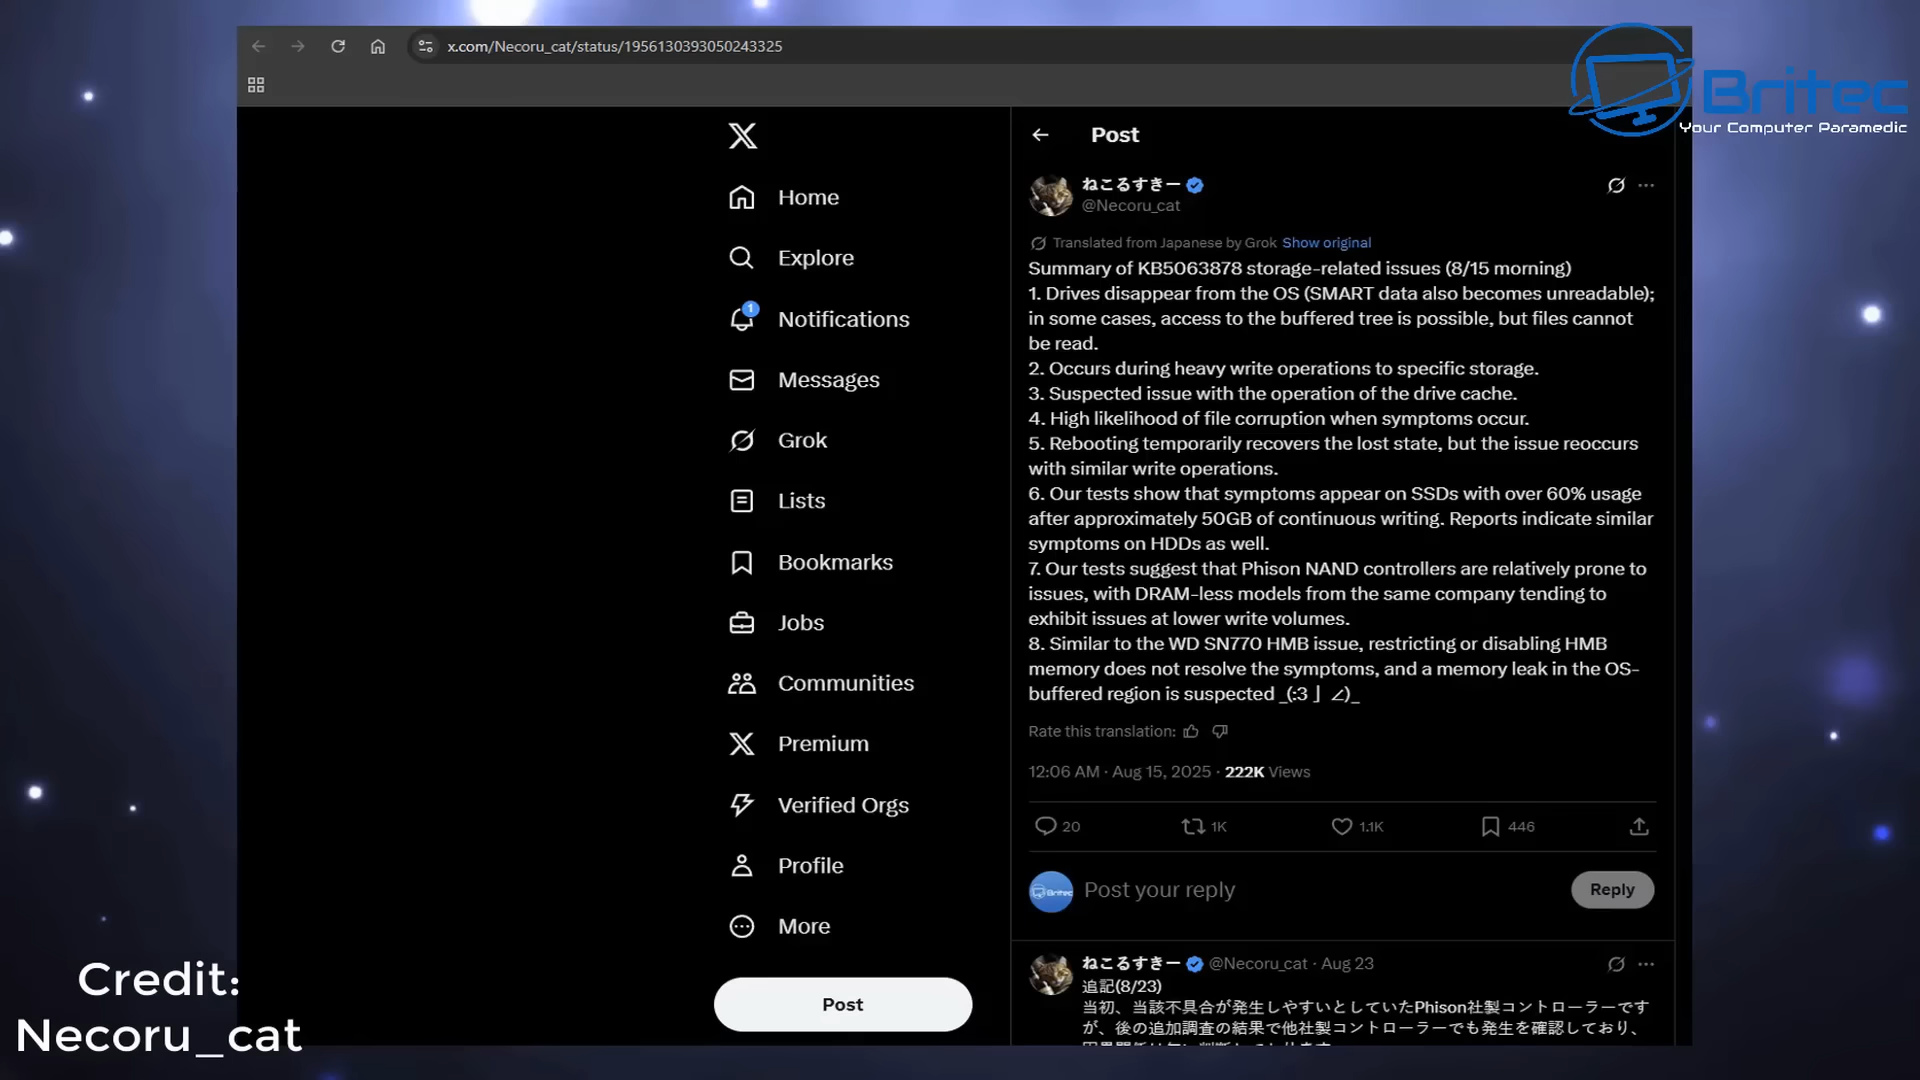 x.com/Necoru_cat/status/1956130393050243325
Britec
Your Computer Paramedic
Home
Explore
1
Notifications
Messages
Grok
Lists
Bookmarks
Jobs
Communities
Premium
Verified Orgs
Profile
More
Post
Post
ねこるすきー
@Necoru_cat
Translated from Japanese by Grok Show original
Summary of KB5063878 storage-related issues (8/15 morning)
1. Drives disappear from the OS (SMART data also becomes unreadable);
in some cases, access to the buffered tree is possible, but files cannot
be read.
2. Occurs during heavy write operations to specific storage.
3. Suspected issue with the operation of the drive cache.
4. High likelihood of file corruption when symptoms occur.
5. Rebooting temporarily recovers the lost state, but the issue reoccurs
with similar write operations.
6. Our tests show that symptoms appear on SSDs with over 60% usage
after approximately 50GB of continuous writing. Reports indicate similar
symptoms on HDDs as well.
7. Our tests suggest that Phison NAND controllers are relatively prone to
issues, with DRAM-less models from the same company tending to
exhibit issues at lower write volumes.
8. Similar to the WD SN770 HMB issue, restricting or disabling HMB
memory does not resolve the symptoms, and a memory leak in the OS-
buffered region is suspected _(:3 」∠)_
Rate this translation:
12:06 AM · Aug 15, 2025 · 222K Views
20 1K 1.1K 446
Britec
Post your reply
Reply
ねこるすきー @Necoru_cat · Aug 23
追記(8/23)
当初、当該不具合が発生しやすいとしていたPhison社製コントローラーです
が、後の追加調査の結果で他社製コントローラーでも発生を確認しており、
Credit:
Necoru_cat